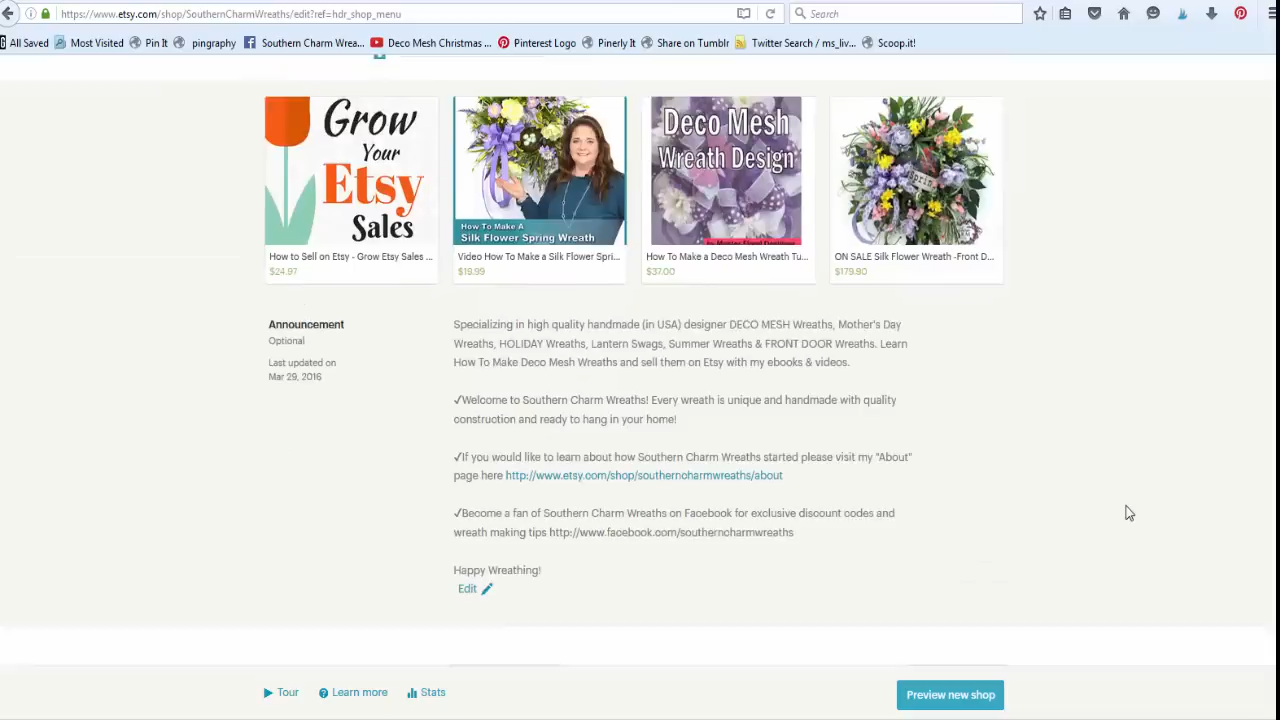 https://www.etsy.com/shop/SouthernCharmWreaths/edit?ref=hdr_shop_menu
Search
All Saved
Most Visited
Pin It
pingraphy
Southern Charm Wrea...
Deco Mesh Christmas ...
Pinterest Logo
Pinerly It
Share on Tumblr
Twitter Search / ms_liv...
Scoop.it!
Grow
Your
Etsy
Sales
How To Make A
Silk Flower Spring Wreath
Deco Mesh
Wreath Design
Spring
How to Sell on Etsy - Grow Etsy Sales ...
$24.97
Video How To Make a Silk Flower Spri...
$19.99
How To Make a Deco Mesh Wreath Tu...
$37.00
ON SALE Silk Flower Wreath -Front D...
$179.90
Announcement
Optional
Last updated on
Mar 29, 2016
Specializing in high quality handmade (in USA) designer DECO MESH Wreaths, Mother's Day
Wreaths, HOLIDAY Wreaths, Lantern Swags, Summer Wreaths & FRONT DOOR Wreaths. Learn
How To Make Deco Mesh Wreaths and sell them on Etsy with my ebooks & videos.
✓Welcome to Southern Charm Wreaths! Every wreath is unique and handmade with quality
construction and ready to hang in your home!
✓If you would like to learn about how Southern Charm Wreaths started please visit my "About"
page here http://www.etsy.com/shop/southerncharmwreaths/about
✓Become a fan of Southern Charm Wreaths on Facebook for exclusive discount codes and
wreath making tips http://www.facebook.com/southerncharmwreaths
Happy Wreathing!
Edit
Tour
Learn more
Stats
Preview new shop